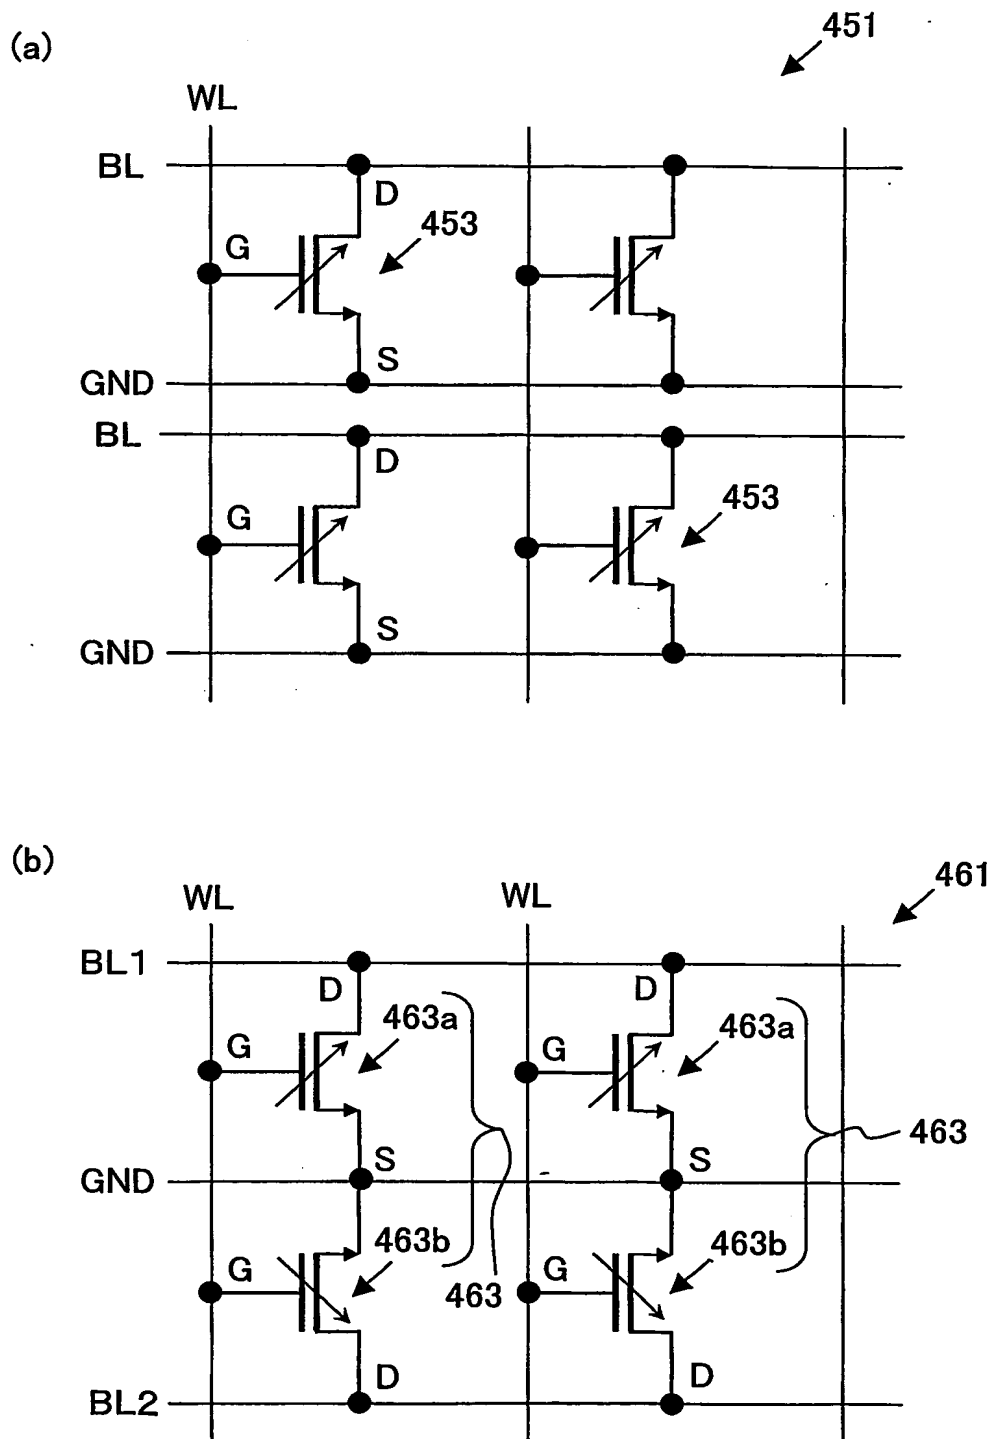 (a)
451
WL
BL
D
453
G
S
GND
BL
D
453
G
S
GND
(b)
461
WL WL
BL1
D D
463a 463a
G G
463
S S
GND
463b 463b
G G
463
D D
BL2